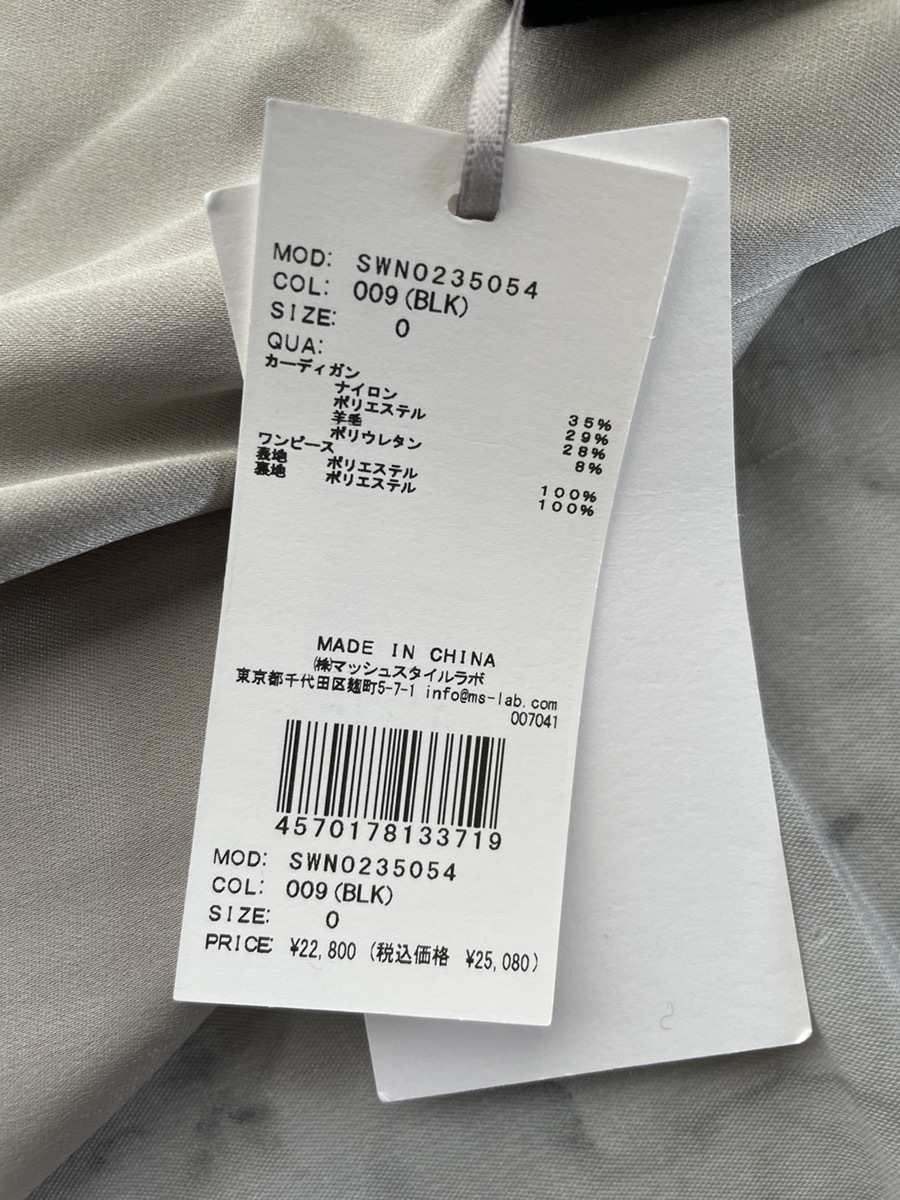 MOD: SWN0235054
COL: 009(BLK)
SIZE: 0
QUA:
カーディガン
ナイロン 35%
ポリエステル 29%
羊毛 28%
ポリウレタン 8%
ワンピース
表地 ポリエステル 100%
裏地 ポリエステル 100%
MADE IN CHINA
㈱マッシュスタイルラボ
東京都千代田区麹町5-7-1 info@ms-lab.com
007041
4570178133719
MOD: SWN0235054
COL: 009(BLK)
SIZE: 0
PRICE: ¥22,800 (税込価格 ¥25,080)